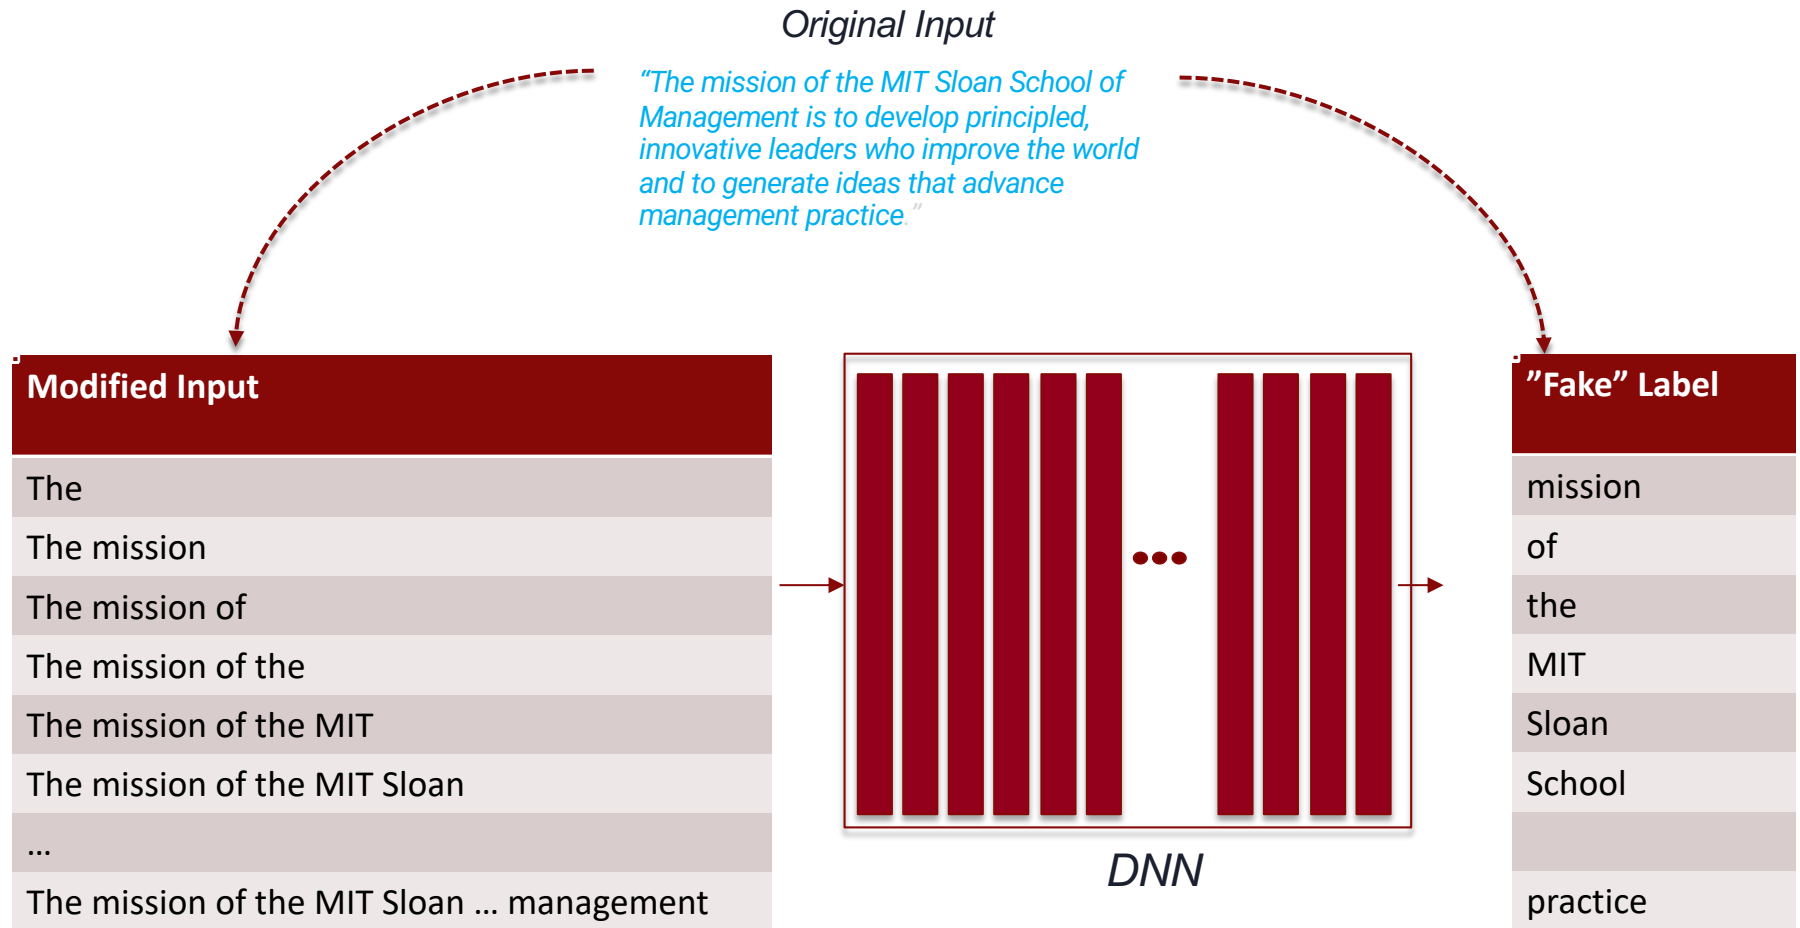 Original Input
“The mission of the MIT Sloan School of
Management is to develop principled,
innovative leaders who improve the world
and to generate ideas that advance
management practice.”
Modified Input
The
The mission
The mission of
The mission of the
The mission of the MIT
The mission of the MIT Sloan
…
The mission of the MIT Sloan … management
DNN
”Fake” Label
mission
of
the
MIT
Sloan
School
practice